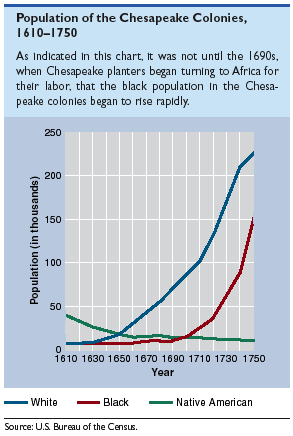 Population of the Chesapeake Colonies,
1610–1750
As indicated in this chart, it was not until the 1690s,
when Chesapeake planters began turning to Africa for
their labor, that the black population in the Chesa-
peake colonies began to rise rapidly.
250
200
150
100
50
0
Population (in thousands)
1610 1630 1650 1670 1690 1710 1730 1750
Year
White Black Native American
Source: U.S. Bureau of the Census.